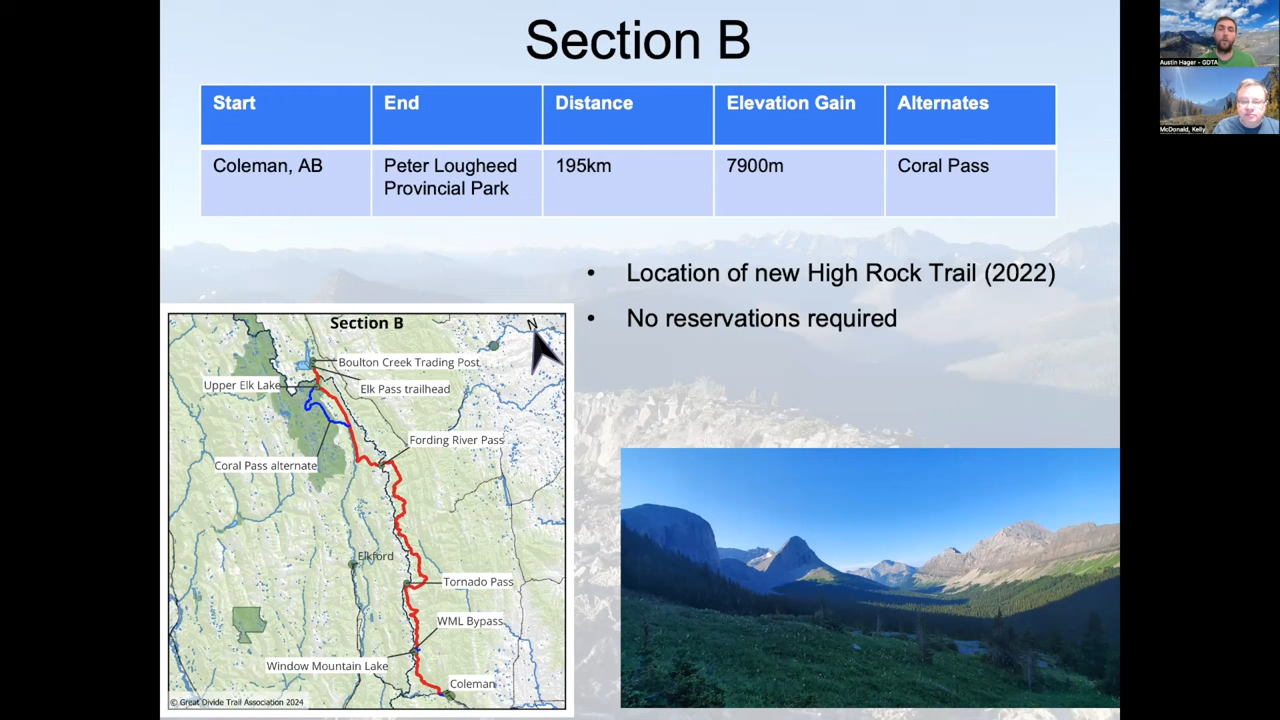 Section B
Start
End
Distance
Elevation Gain
Alternates
Coleman, AB
Peter Lougheed
Provincial Park
195km
7900m
Coral Pass
• Location of new High Rock Trail (2022)
• No reservations required
Section B
N
Boulton Creek Trading Post
Upper Elk Lake
Elk Pass trailhead
Fording River Pass
Coral Pass alternate
Elkford
Tornado Pass
WML Bypass
Window Mountain Lake
Coleman
© Great Divide Trail Association 2024
Austin Hager - GDTA
McDonald, Kelly